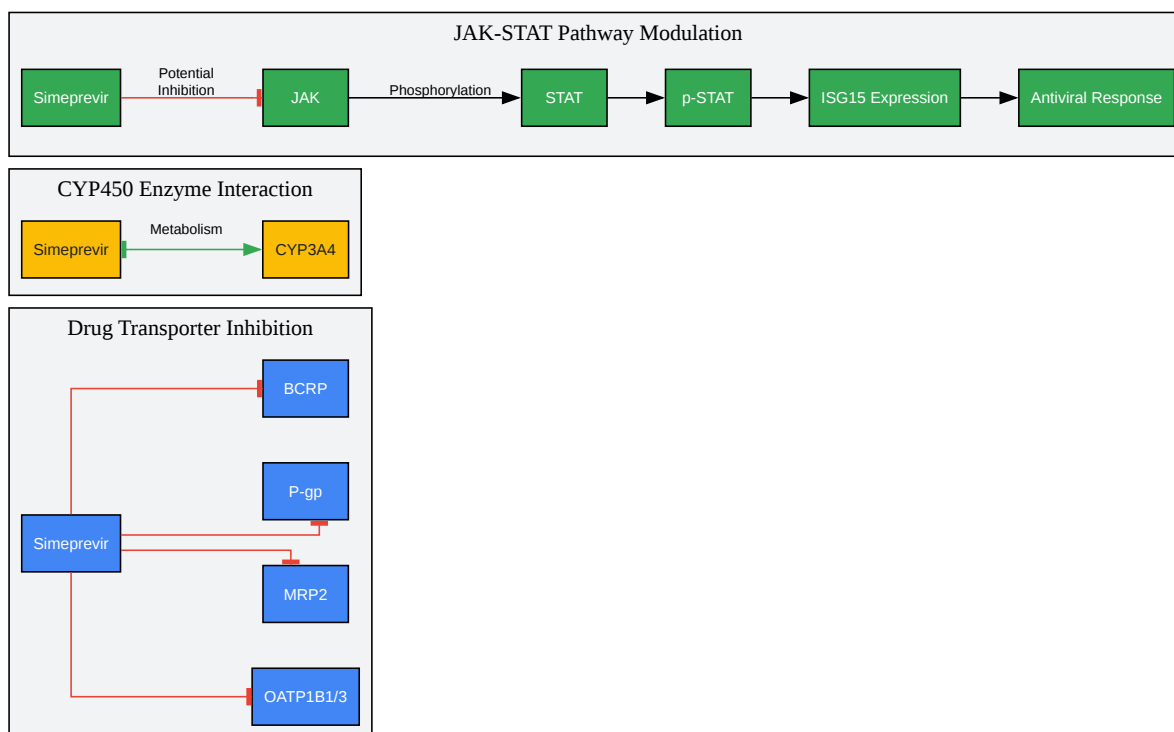 JAK-STAT Pathway Modulation
Simeprevir
Potential
Inhibition
JAK
Phosphorylation
STAT
p-STAT
ISG15 Expression
Antiviral Response
CYP450 Enzyme Interaction
Simeprevir
Metabolism
CYP3A4
Drug Transporter Inhibition
BCRP
P-gp
Simeprevir
MRP2
OATP1B1/3